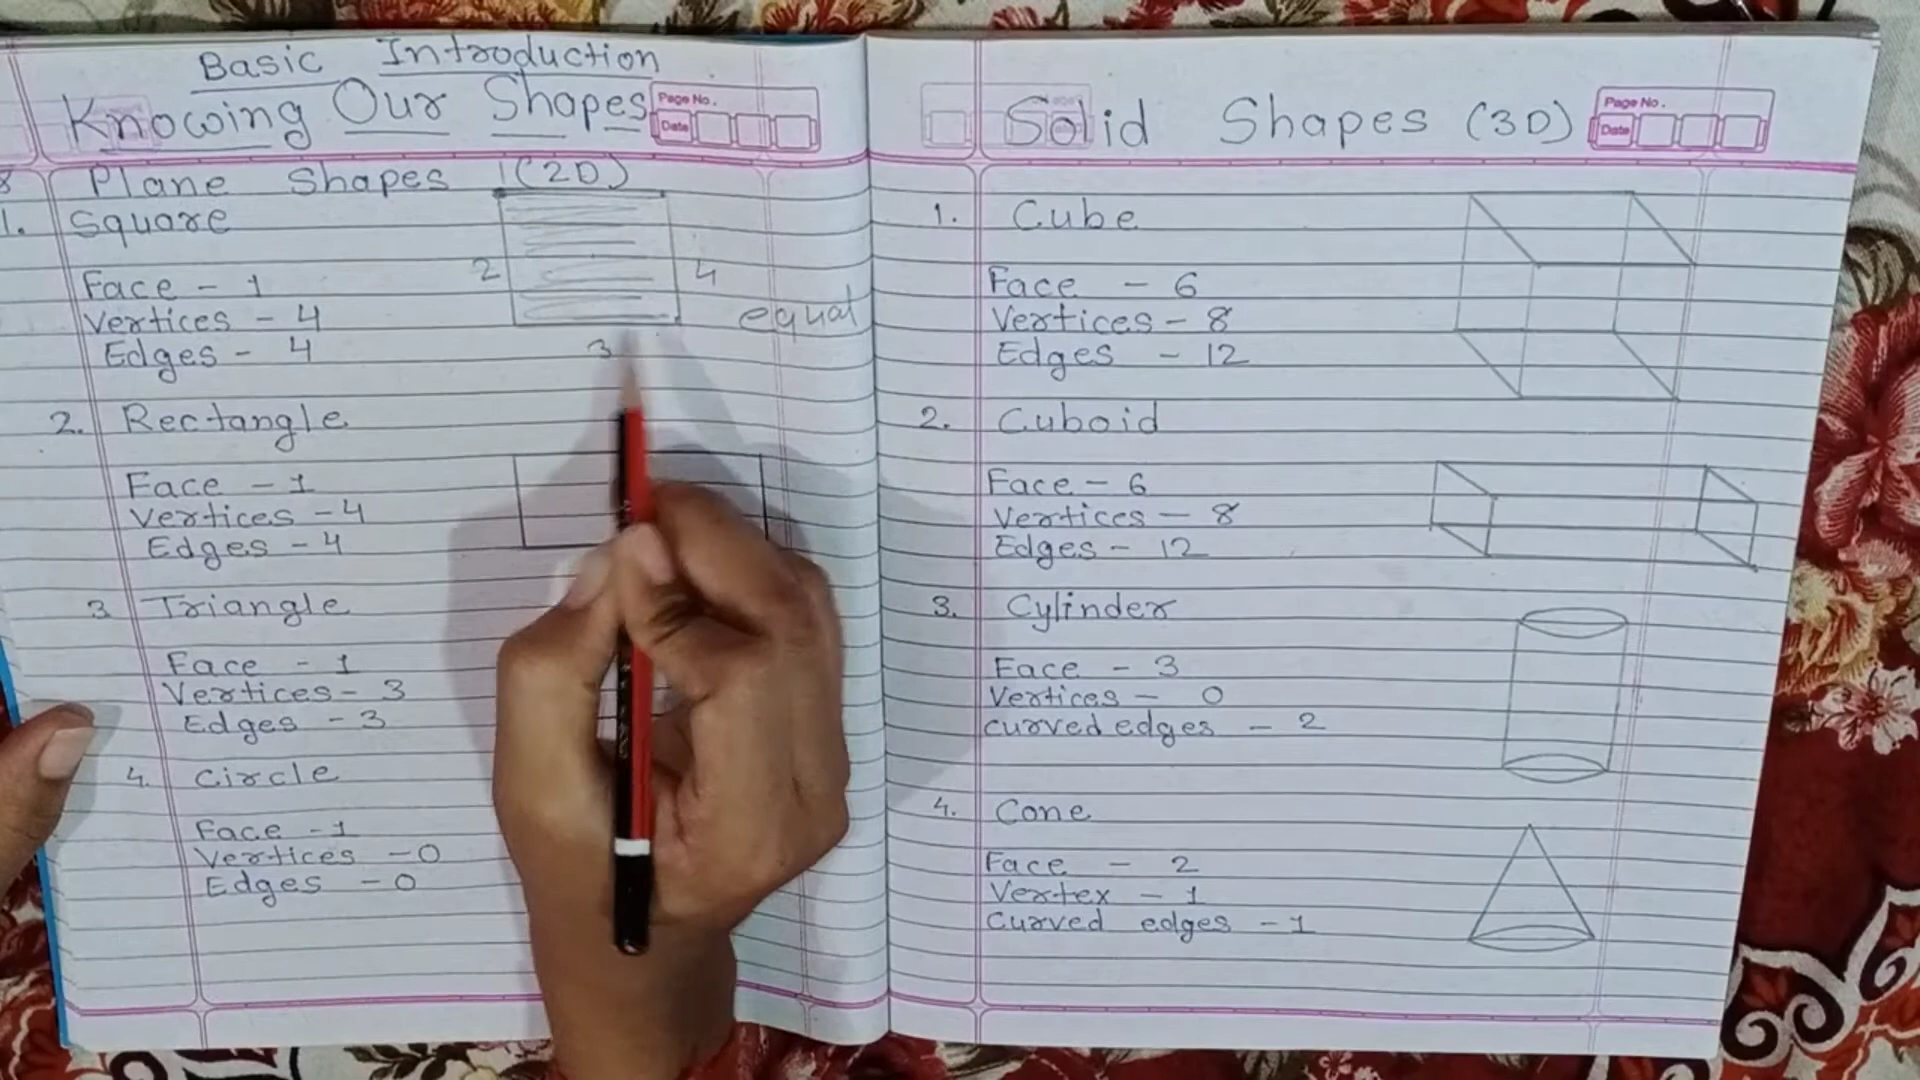 Basic Introduction
Knowing Our Shapes
Page No.
Date
Plane Shapes (2D)
1
1. Square
2
4
Face - 1
equal
Vertices - 4
Edges - 4
3
2. Rectangle
Face - 1
Vertices - 4
Edges - 4
3 Triangle
Face - 1
Vertices - 3
Edges - 3
4. Circle
Face - 1
Vertices - 0
Edges - 0
Solid Shapes (3D)
Page No.
Date
1. Cube
Face - 6
Vertices - 8
Edges - 12
2. Cuboid
Face - 6
Vertices - 8
Edges - 12
3. Cylinder
Face - 3
Vertices - 0
curved edges - 2
4. Cone
Face - 2
Vertex - 1
Curved edges - 1